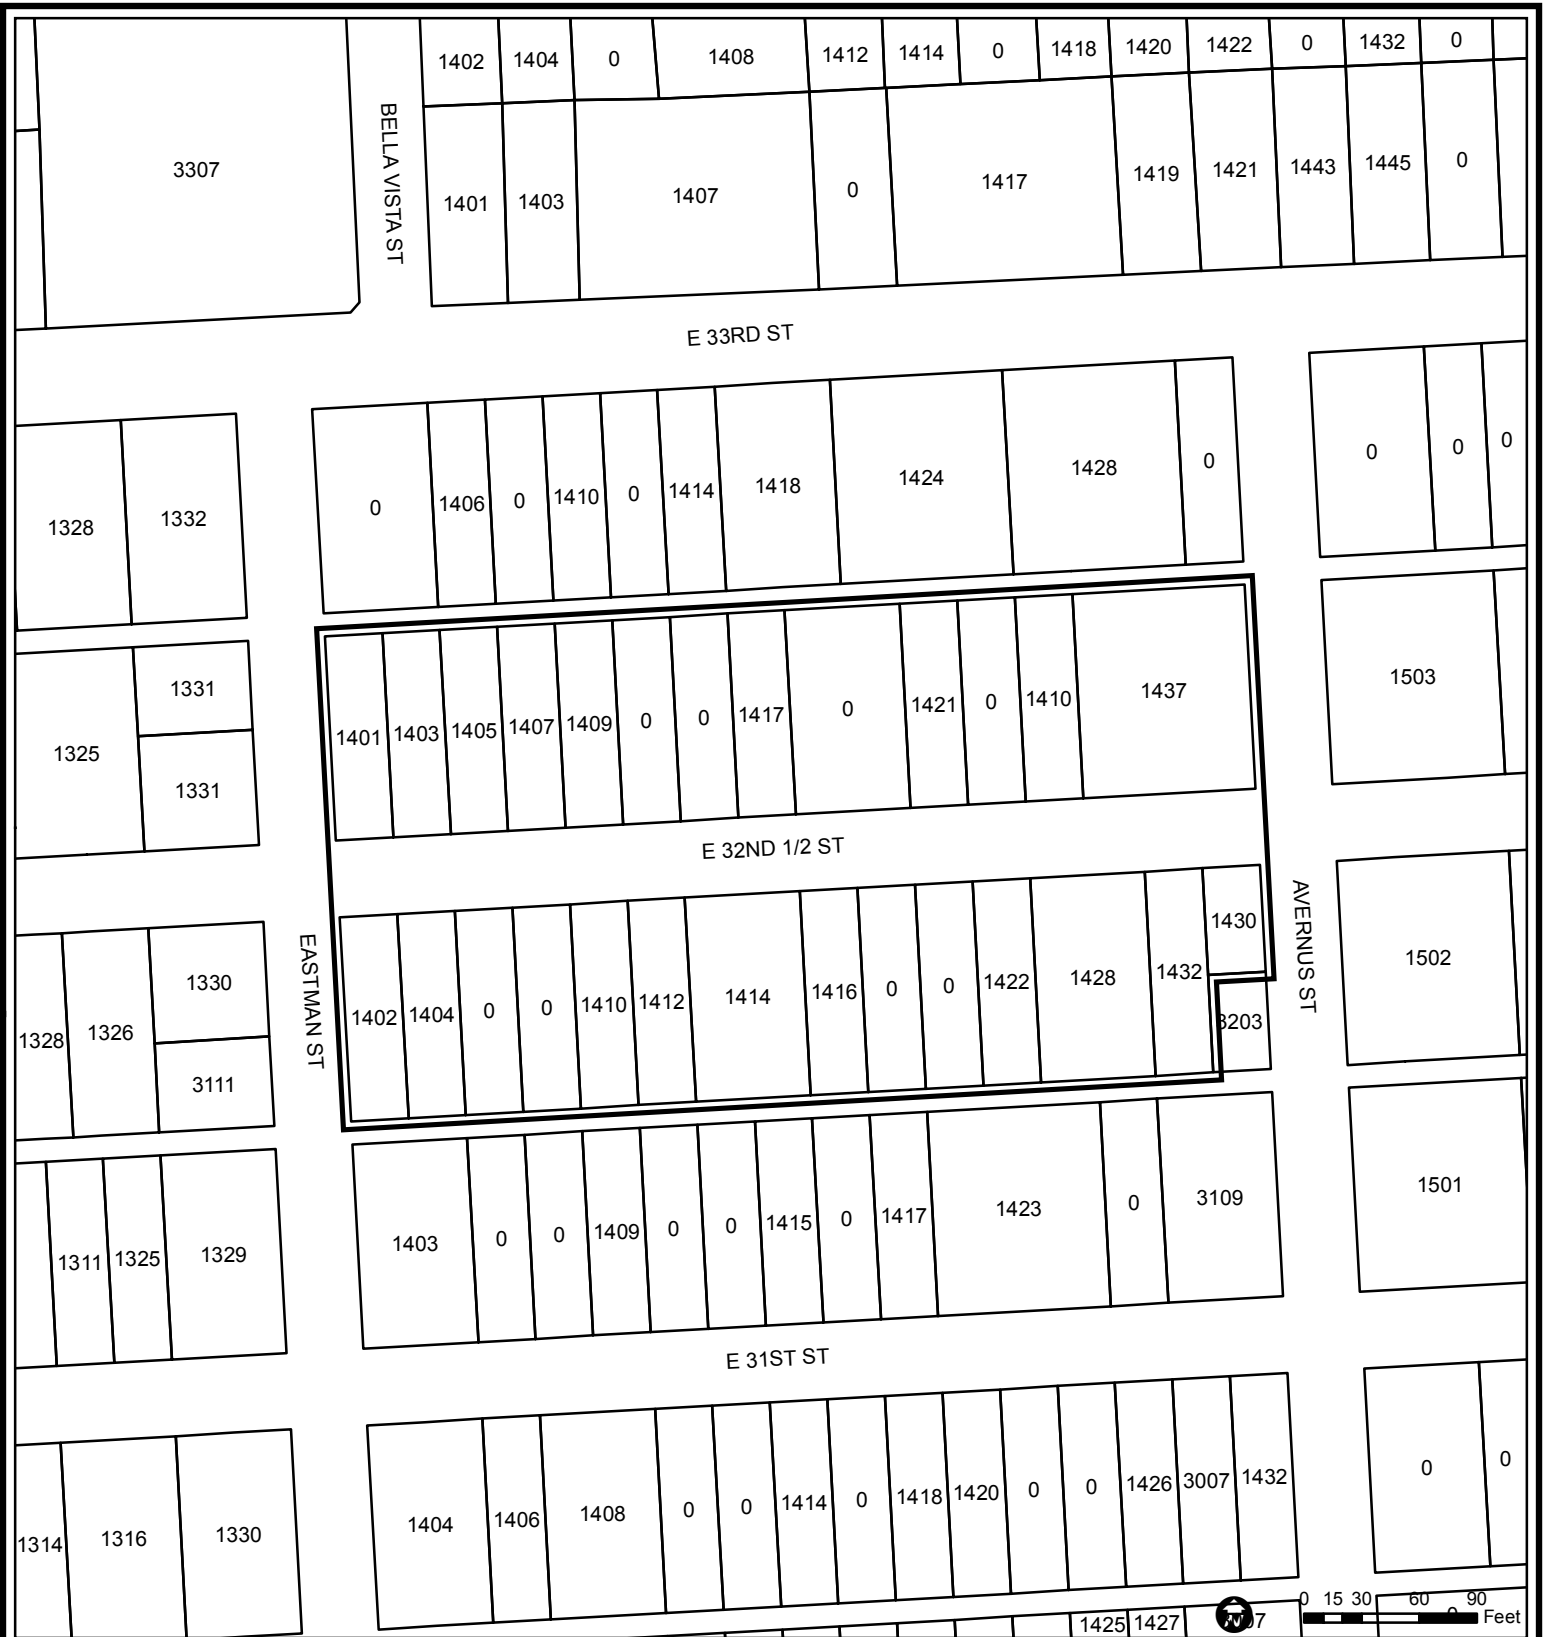 1402 1404 0 1408 1412 1414 0 1418 1420 1422 0 1432 0
3307 BELLA VISTA ST 1401 1403 1407 0 1417 1419 1421 1443 1445 0
E 33RD ST
1328 1332 0 1406 0 1410 0 1414 1418 1424 1428 0 0 0 0
1325 1331 1401 1403 1405 1407 1409 0 0 1417 0 1421 0 1410 1437 1503
1331
E 32ND 1/2 ST
1328 1326 1330 EASTMAN ST 1402 1404 0 0 1410 1412 1414 1416 0 0 1422 1428 1432 1430 AVERNUS ST 1502
3111 3203
1311 1325 1329 1403 0 0 1409 0 0 1415 0 1417 1423 0 3109 1501
E 31ST ST
1314 1316 1330 1404 1406 1408 0 0 1414 0 1418 1420 0 0 1426 3007 1432 0 0
0 15 30 60 90
1425 1427 0 Feet